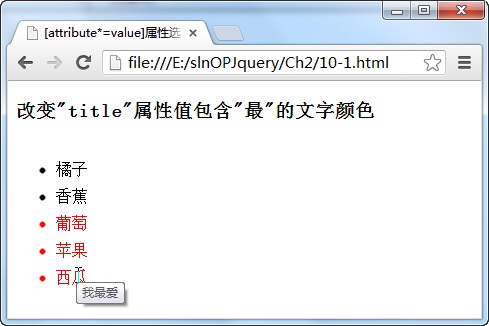 [attribute*=value]属性选
file:///E:/slnOPJquery/Ch2/10-1.html
改变"title"属性值包含"最"的文字颜色
橘子
香蕉
葡萄
苹果
西瓜
我最爱